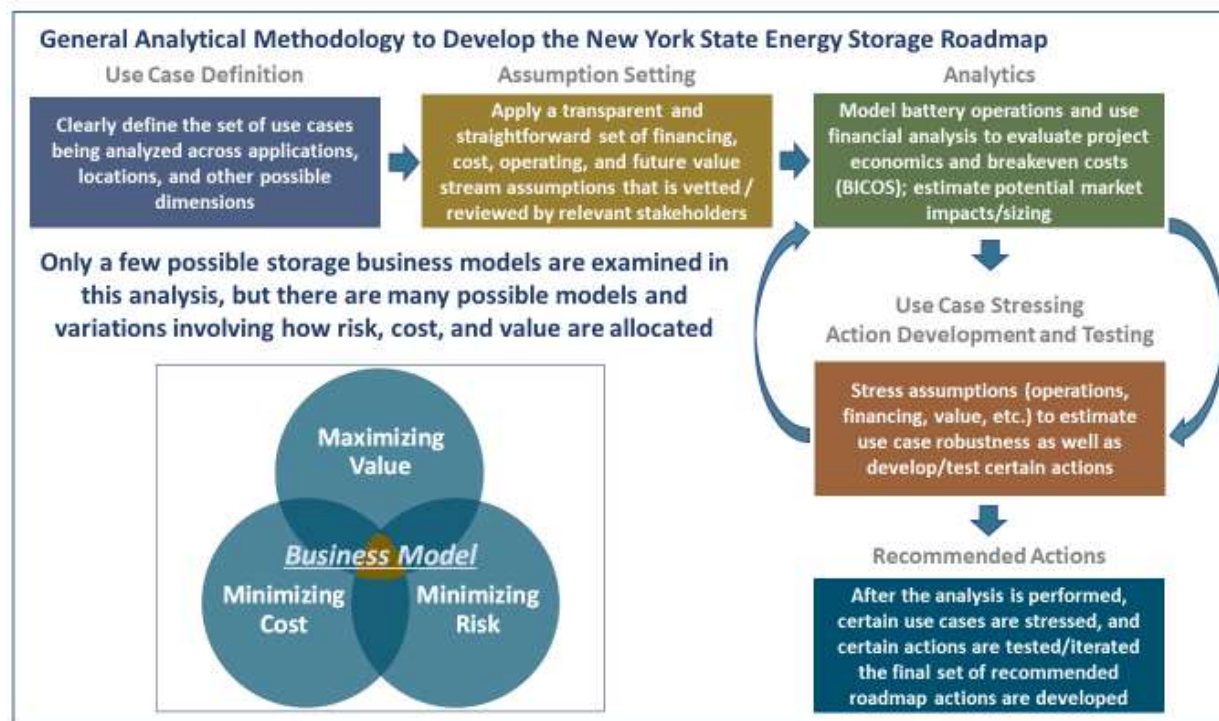 General Analytical Methodology to Develop the New York State Energy Storage Roadmap
Use Case Definition
Clearly define the set of use cases
being analyzed across applications,
locations, and other possible
dimensions
Assumption Setting
Apply a transparent and
straightforward set of financing,
cost, operating, and future value
stream assumptions that is vetted /
reviewed by relevant stakeholders
Analytics
Model battery operations and use
financial analysis to evaluate project
economics and breakeven costs
(BICOS); estimate potential market
impacts/sizing
Only a few possible storage business models are examined in
this analysis, but there are many possible models and
variations involving how risk, cost, and value are allocated
Use Case Stressing
Action Development and Testing
Stress assumptions (operations,
financing, value, etc.) to estimate
use case robustness as well as
develop/test certain actions
Maximizing
Value
Business Model
Minimizing
Cost
Minimizing
Risk
Recommended Actions
After the analysis is performed,
certain use cases are stressed, and
certain actions are tested/iterated
the final set of recommended
roadmap actions are developed